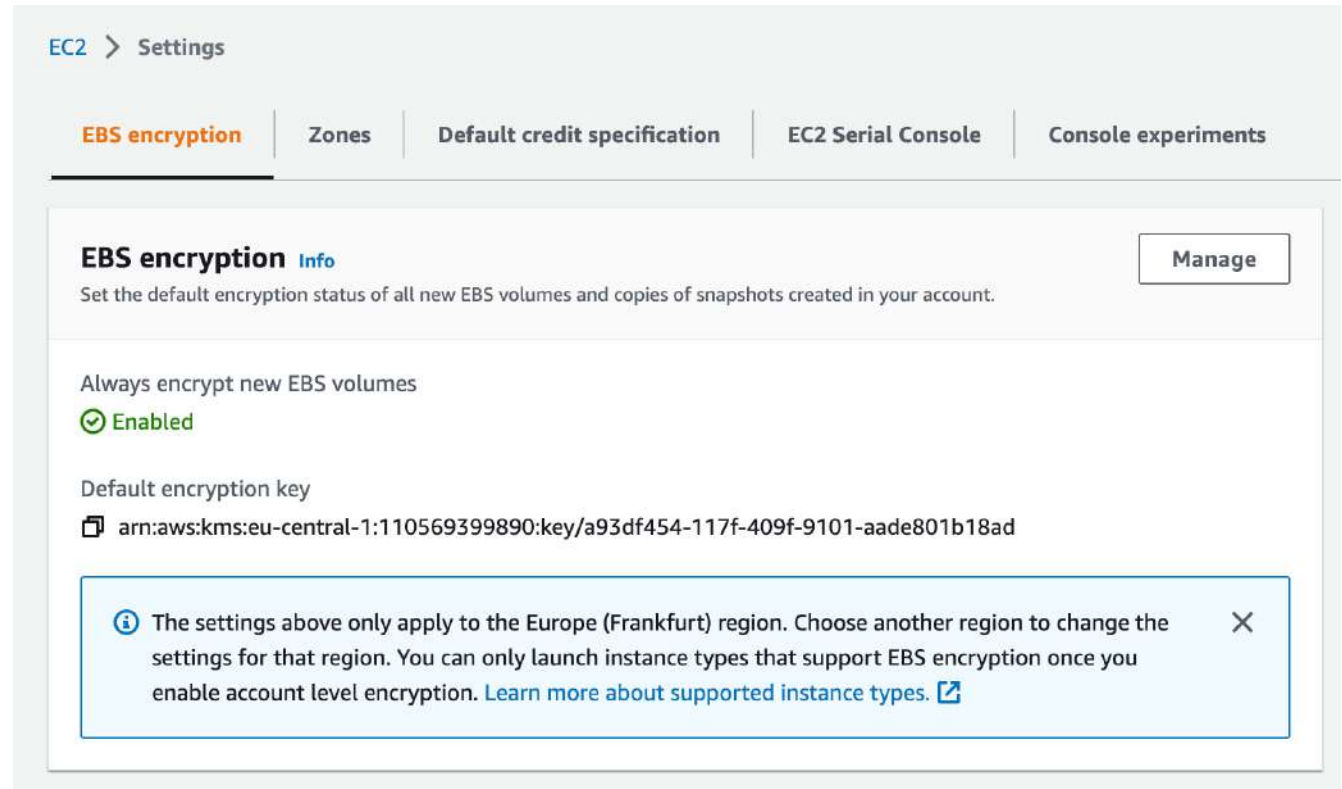 EC2 > Settings
EBS encryption Zones Default credit specification EC2 Serial Console Console experiments
EBS encryption Info
Manage
Set the default encryption status of all new EBS volumes and copies of snapshots created in your account.
Always encrypt new EBS volumes
Enabled
Default encryption key
arn:aws:kms:eu-central-1:110569399890:key/a93df454-117f-409f-9101-aade801b18ad
The settings above only apply to the Europe (Frankfurt) region. Choose another region to change the
settings for that region. You can only launch instance types that support EBS encryption once you
enable account level encryption. Learn more about supported instance types.